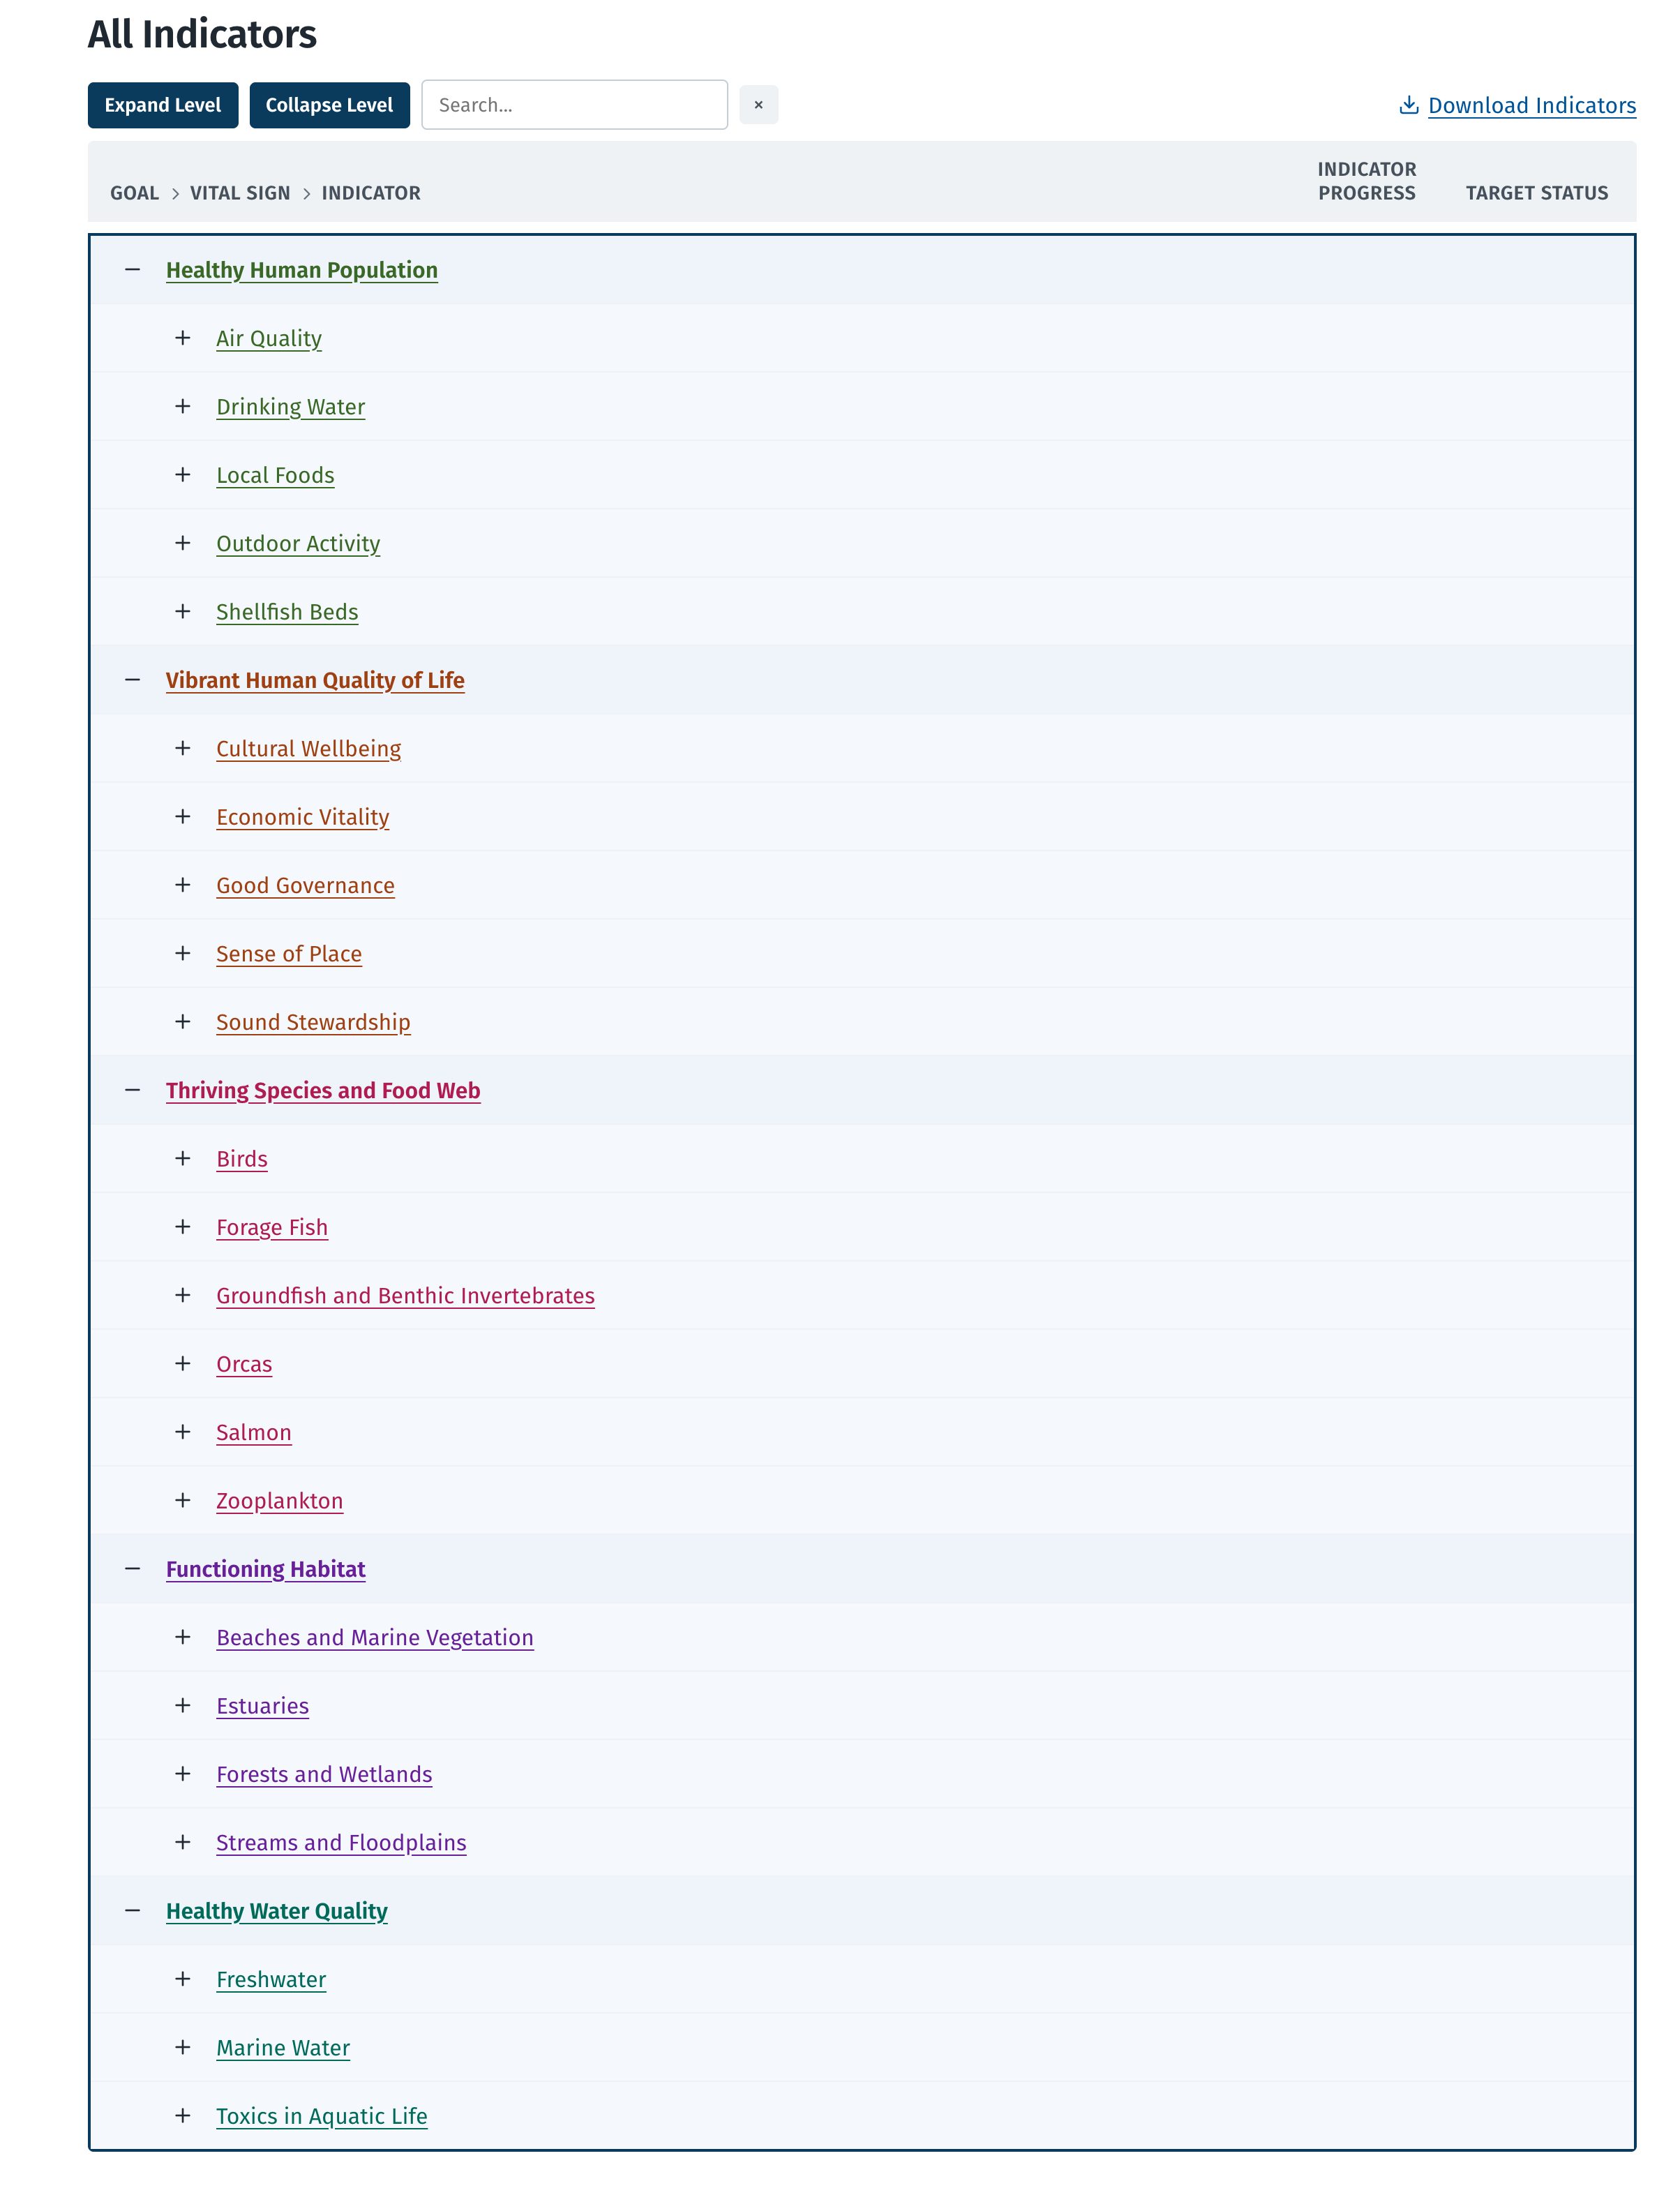 All Indicators
Expand Level Collapse Level Search... × Download Indicators
GOAL > VITAL SIGN > INDICATOR INDICATOR PROGRESS TARGET STATUS
− Healthy Human Population
+ Air Quality
+ Drinking Water
+ Local Foods
+ Outdoor Activity
+ Shellfish Beds
− Vibrant Human Quality of Life
+ Cultural Wellbeing
+ Economic Vitality
+ Good Governance
+ Sense of Place
+ Sound Stewardship
− Thriving Species and Food Web
+ Birds
+ Forage Fish
+ Groundfish and Benthic Invertebrates
+ Orcas
+ Salmon
+ Zooplankton
− Functioning Habitat
+ Beaches and Marine Vegetation
+ Estuaries
+ Forests and Wetlands
+ Streams and Floodplains
− Healthy Water Quality
+ Freshwater
+ Marine Water
+ Toxics in Aquatic Life